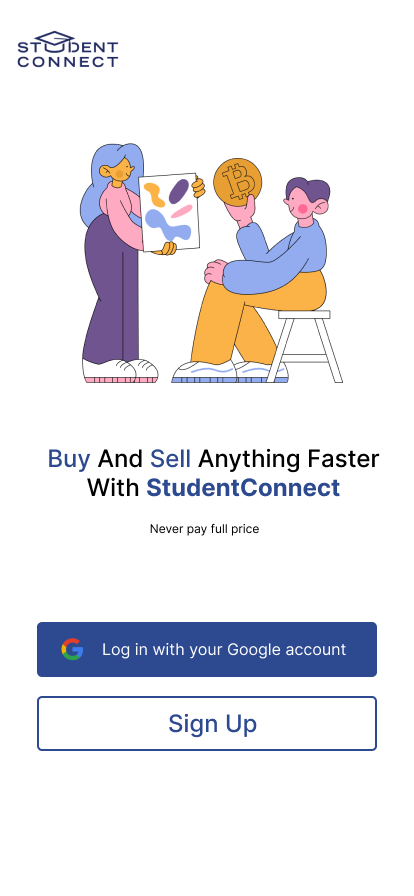 STUDENT
CONNECT
Buy And Sell Anything Faster
With StudentConnect
Never pay full price
Log in with your Google account
Sign Up